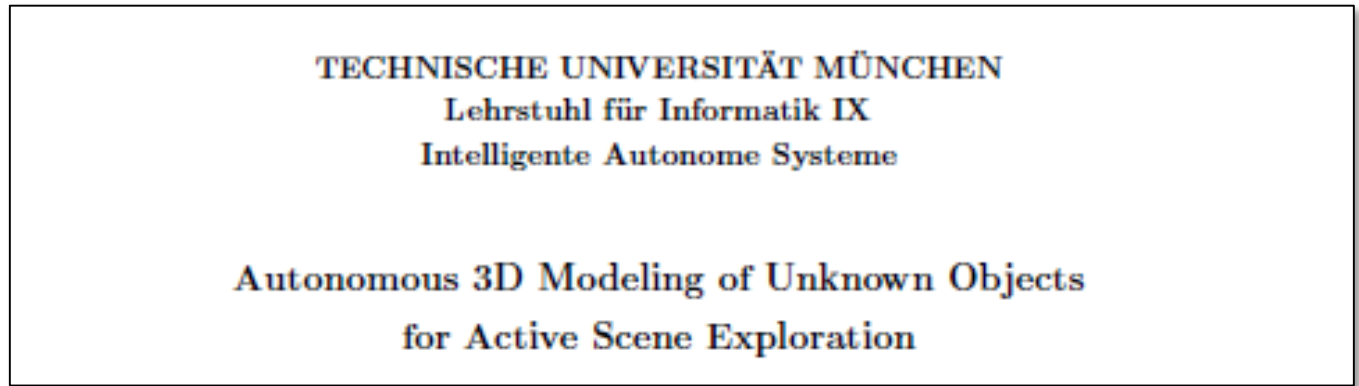 TECHNISCHE UNIVERSITÄT MÜNCHEN
Lehrstuhl für Informatik IX
Intelligente Autonome Systeme
Autonomous 3D Modeling of Unknown Objects
for Active Scene Exploration